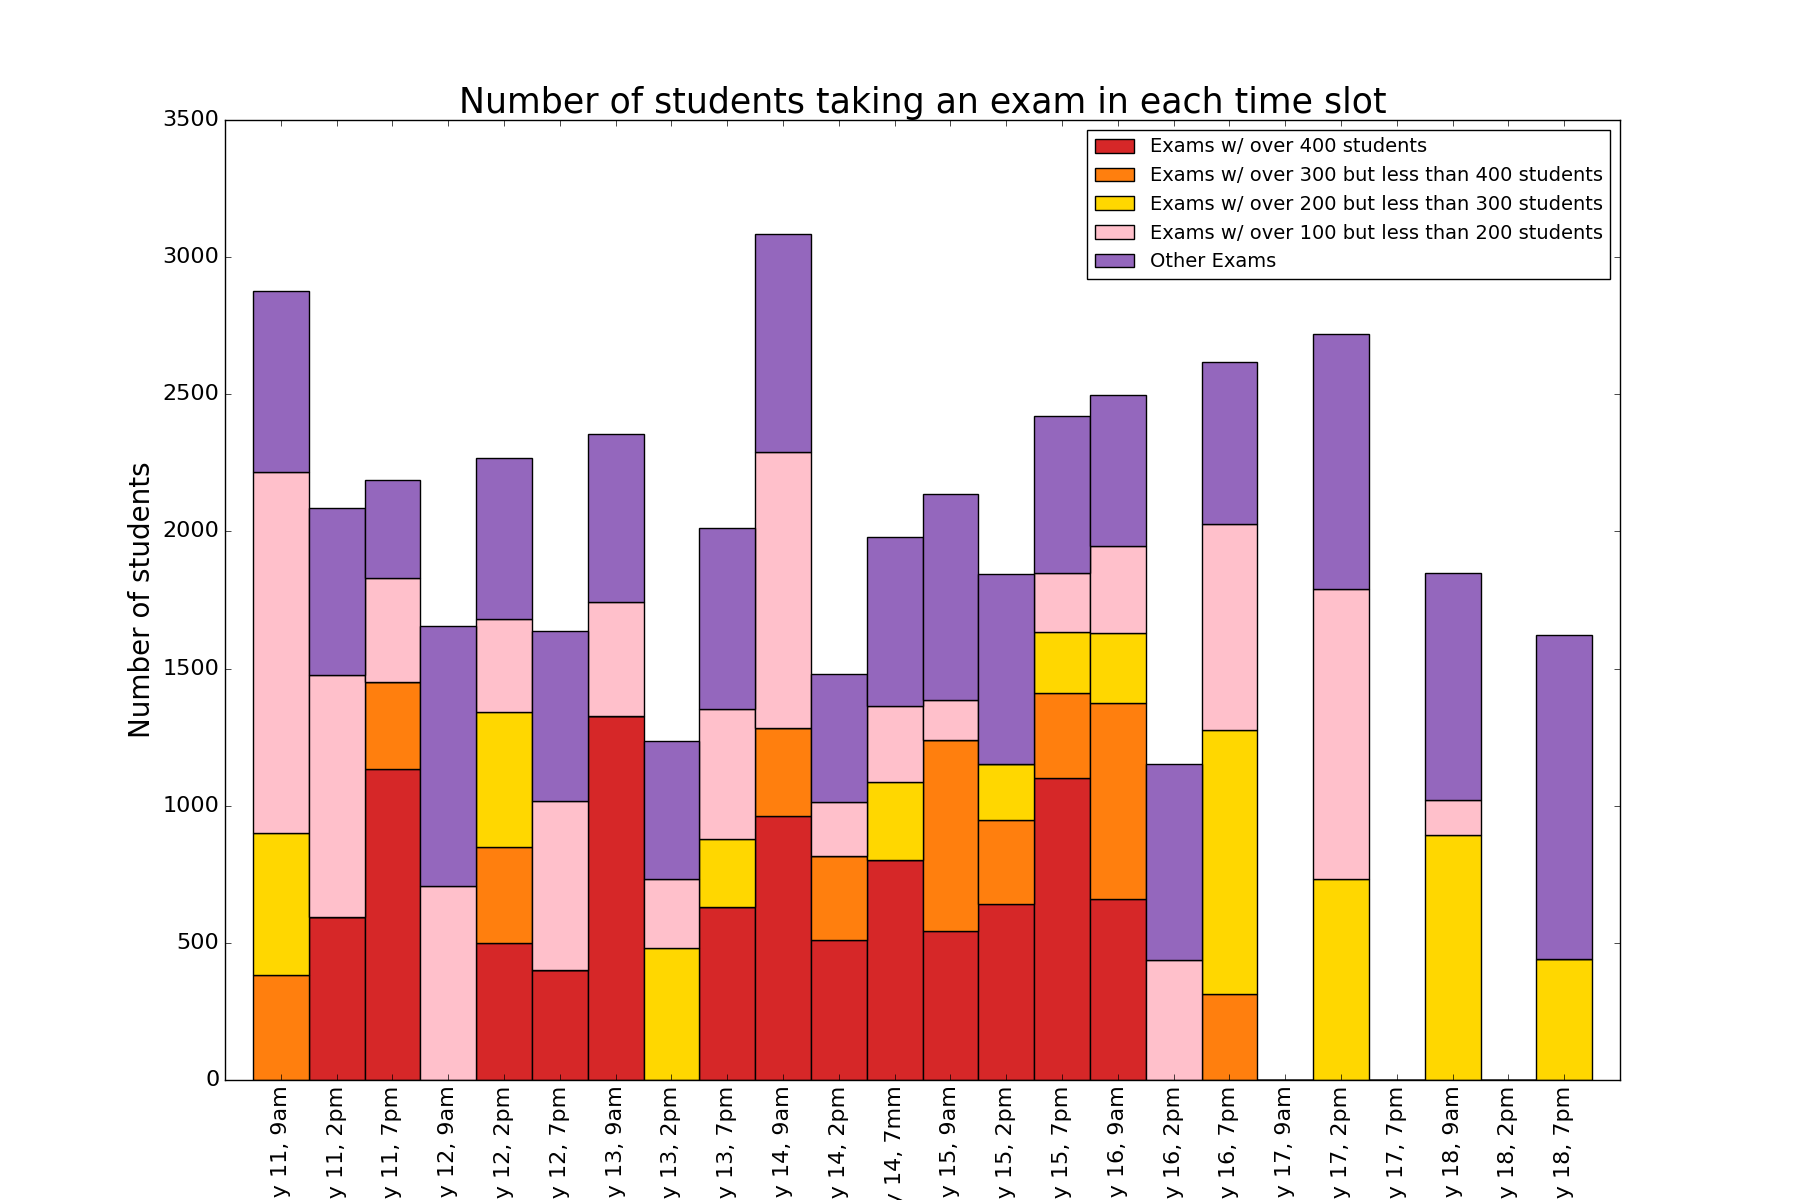 Number of students taking an exam in each time slot
Exams w/ over 400 students
Exams w/ over 300 but less than 400 students
Exams w/ over 200 but less than 300 students
Exams w/ over 100 but less than 200 students
Other Exams
Number of students
3500
3000
2500
2000
1500
1000
500
0
y 11, 9am
y 11, 2pm
y 11, 7pm
y 12, 9am
y 12, 2pm
y 12, 7pm
y 13, 9am
y 13, 2pm
y 13, 7pm
y 14, 9am
y 14, 2pm
y 14, 7mm
y 15, 9am
y 15, 2pm
y 15, 7pm
y 16, 9am
y 16, 2pm
y 16, 7pm
y 17, 9am
y 17, 2pm
y 17, 7pm
y 18, 9am
y 18, 2pm
y 18, 7pm